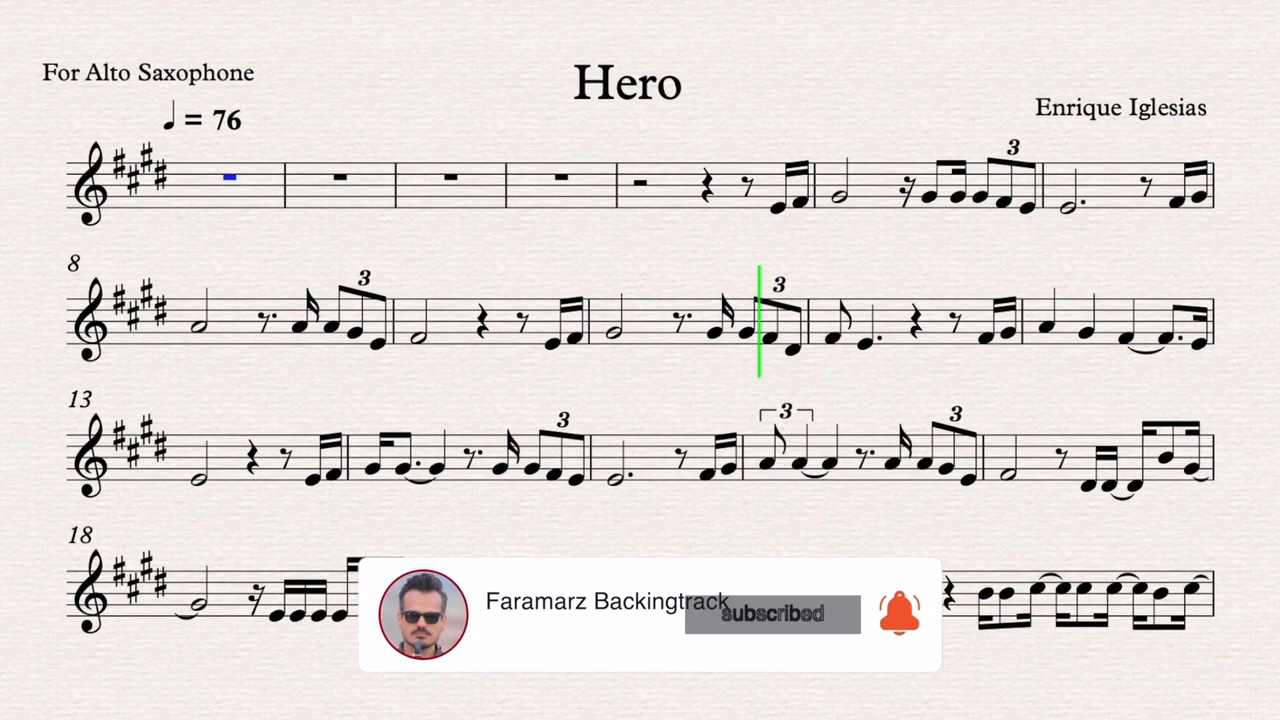 For Alto Saxophone
Hero
♩ = 76
Enrique Iglesias
3
8
3
3
13
3
3
3
18
Faramarz Backingtrack
subscribed